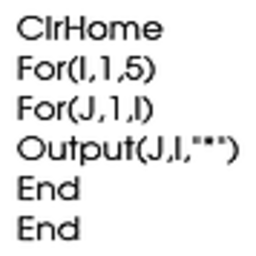 ClrHome
For(I,1,5)
For(J,1,I)
Output(J,I,"*")
End
End